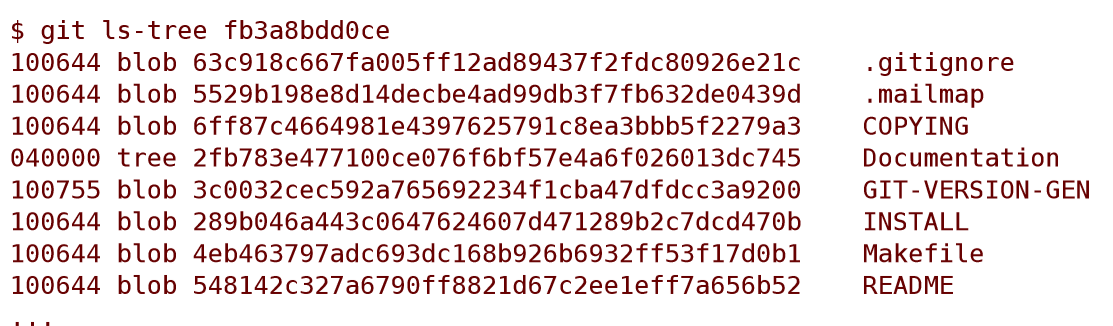 $ git ls-tree fb3a8bdd0ce
100644 blob 63c918c667fa005ff12ad89437f2fdc80926e21c    .gitignore
100644 blob 5529b198e8d14decbe4ad99db3f7fb632de0439d    .mailmap
100644 blob 6ff87c4664981e4397625791c8ea3bbb5f2279a3    COPYING
040000 tree 2fb783e477100ce076f6bf57e4a6f026013dc745    Documentation
100755 blob 3c0032cec592a765692234f1cba47dfdcc3a9200    GIT-VERSION-GEN
100644 blob 289b046a443c0647624607d471289b2c7dcd470b    INSTALL
100644 blob 4eb463797adc693dc168b926b6932ff53f17d0b1    Makefile
100644 blob 548142c327a6790ff8821d67c2ee1eff7a656b52    README
...